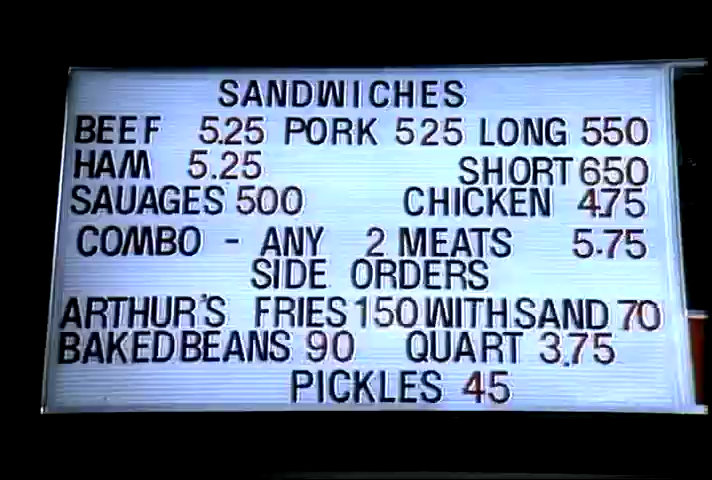 SANDWICHES
BEEF 5.25 PORK 525 LONG 550
HAM 5.25 SHORT 650
SAUAGES 500 CHICKEN 4.75
COMBO - ANY 2 MEATS 5.75
SIDE ORDERS
ARTHUR'S FRIES 150 WITH SAND 70
BAKED BEANS 90 QUART 3.75
PICKLES 45